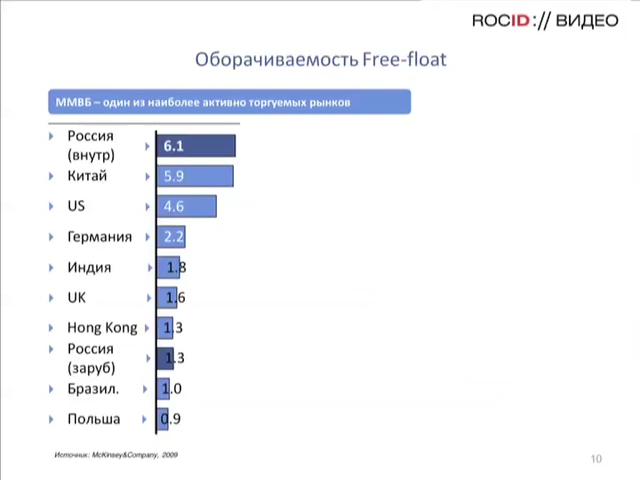 ROCID:// ВИДЕО
Оборачиваемость Free-float
ММВБ – один из наиболее активно торгуемых рынков
Россия
(внутр)
6.1
Китай
5.9
US
4.6
Германия
2.2
Индия
1.8
UK
1.6
Hong Kong
1.3
Россия
(заруб)
1.3
Бразил.
1.0
Польша
0.9
Источник: McKinsey&Company, 2009
10